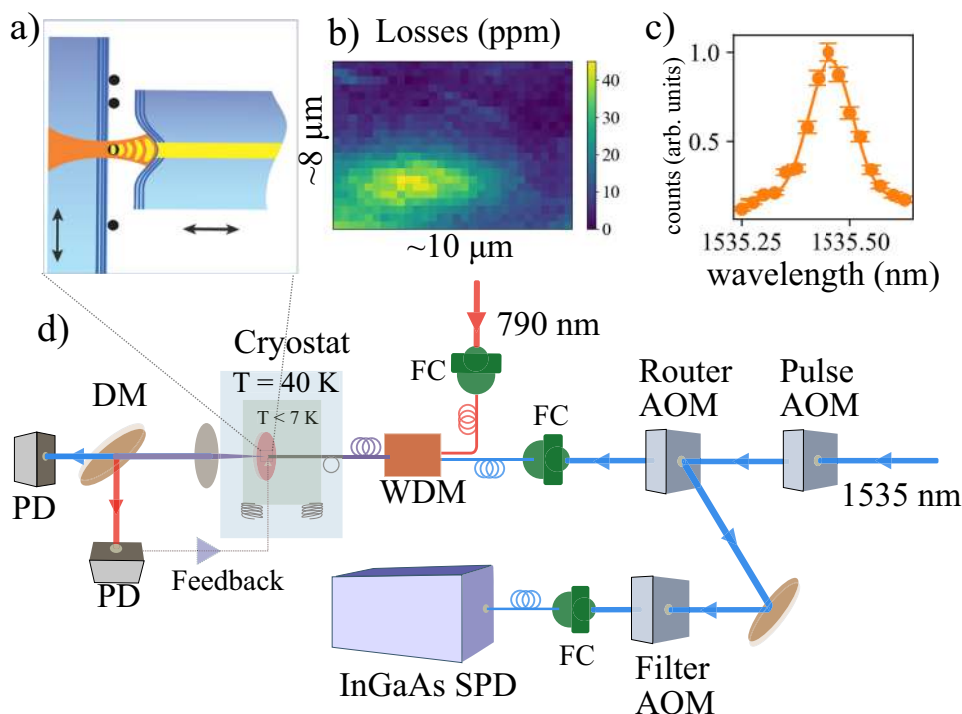 a)
b) Losses (ppm)
~8 μm
~10 μm
40
30
20
10
0
c)
counts (arb. units)
1.0
0.5
1535.25
1535.50
wavelength (nm)
d)
790 nm
Cryostat
T = 40 K
T < 7 K
FC
DM
FC
Router
AOM
Pulse
AOM
PD
WDM
1535 nm
PD
Feedback
InGaAs SPD
FC
Filter
AOM